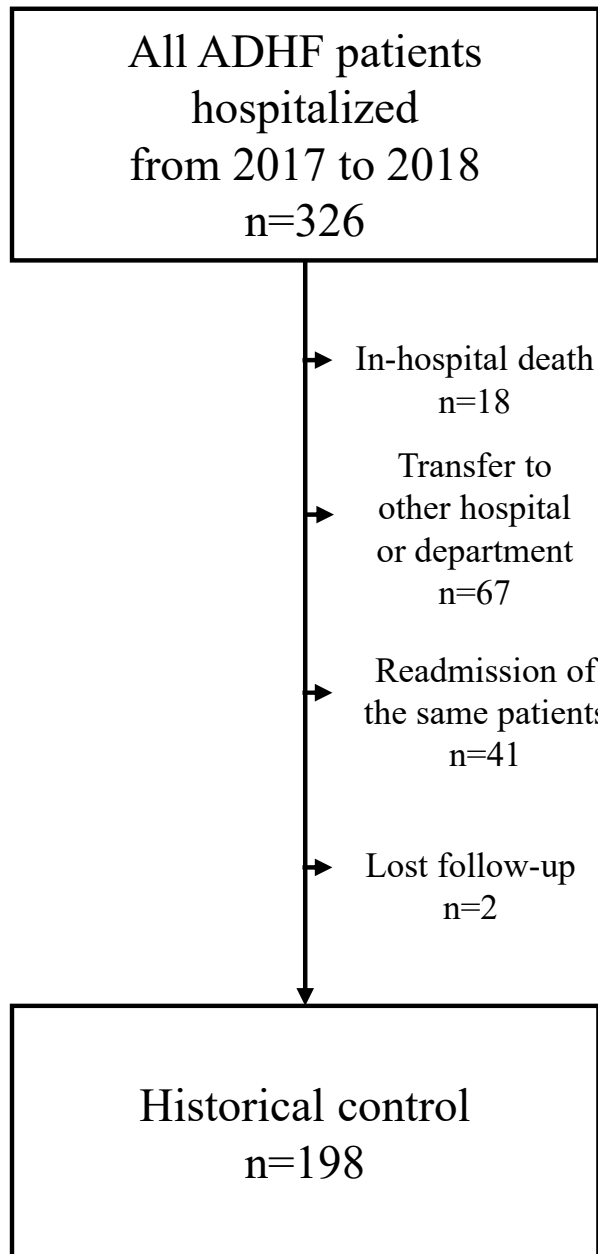 All ADHF patients
hospitalized
from 2017 to 2018
n=326
In-hospital death
n=18
Transfer to
other hospital
or department
n=67
Readmission of
the same patients
n=41
Lost follow-up
n=2
Historical control
n=198